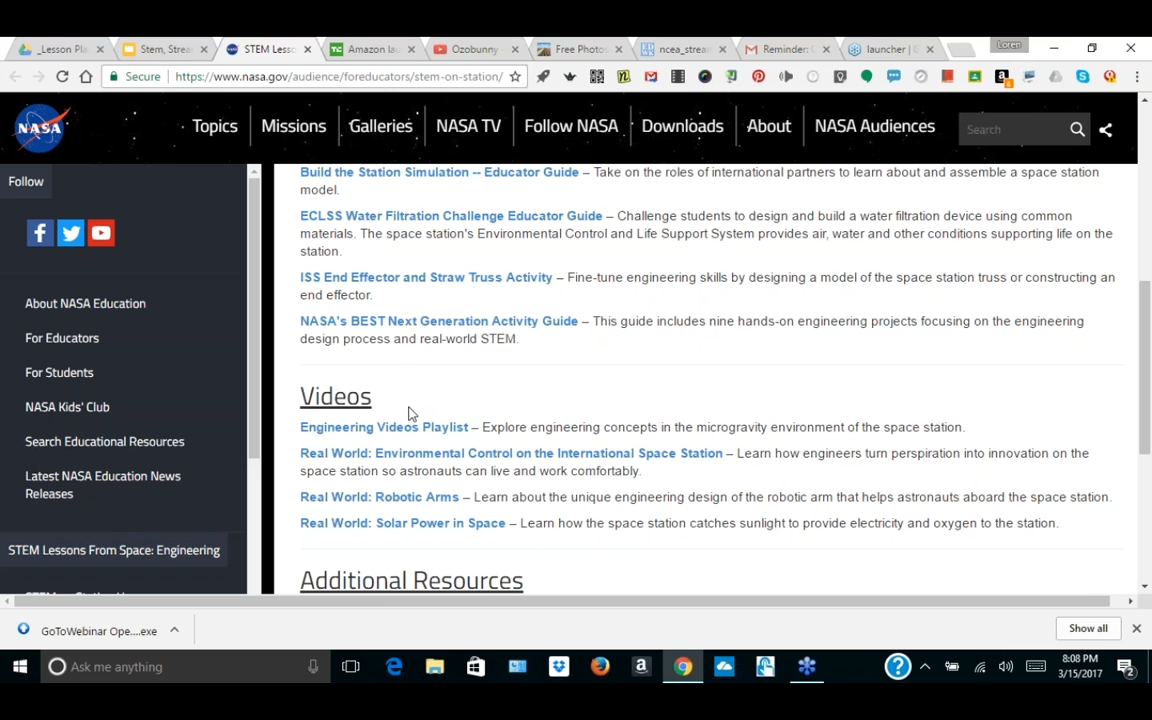 _Lesson Pla
Stem, Strea
STEM Lesso
Amazon lau
Ozobunny
Free Photos
ncea_strea
Reminder: U
launcher | G
Loren
Secure
https://www.nasa.gov/audience/foreducators/stem-on-station/
NASA
Topics
Missions
Galleries
NASA TV
Follow NASA
Downloads
About
NASA Audiences
Search
Follow
About NASA Education
For Educators
For Students
NASA Kids' Club
Search Educational Resources
Latest NASA Education News
Releases
STEM Lessons From Space: Engineering
Build the Station Simulation -- Educator Guide – Take on the roles of international partners to learn about and assemble a space station
model.
ECLSS Water Filtration Challenge Educator Guide – Challenge students to design and build a water filtration device using common
materials. The space station's Environmental Control and Life Support System provides air, water and other conditions supporting life on the
station.
ISS End Effector and Straw Truss Activity – Fine-tune engineering skills by designing a model of the space station truss or constructing an
end effector.
NASA's BEST Next Generation Activity Guide – This guide includes nine hands-on engineering projects focusing on the engineering
design process and real-world STEM.
Videos
Engineering Videos Playlist – Explore engineering concepts in the microgravity environment of the space station.
Real World: Environmental Control on the International Space Station – Learn how engineers turn perspiration into innovation on the
space station so astronauts can live and work comfortably.
Real World: Robotic Arms – Learn about the unique engineering design of the robotic arm that helps astronauts aboard the space station.
Real World: Solar Power in Space – Learn how the space station catches sunlight to provide electricity and oxygen to the station.
Additional Resources
GoToWebinar Ope....exe
Show all
Ask me anything
8:08 PM
3/15/2017
2